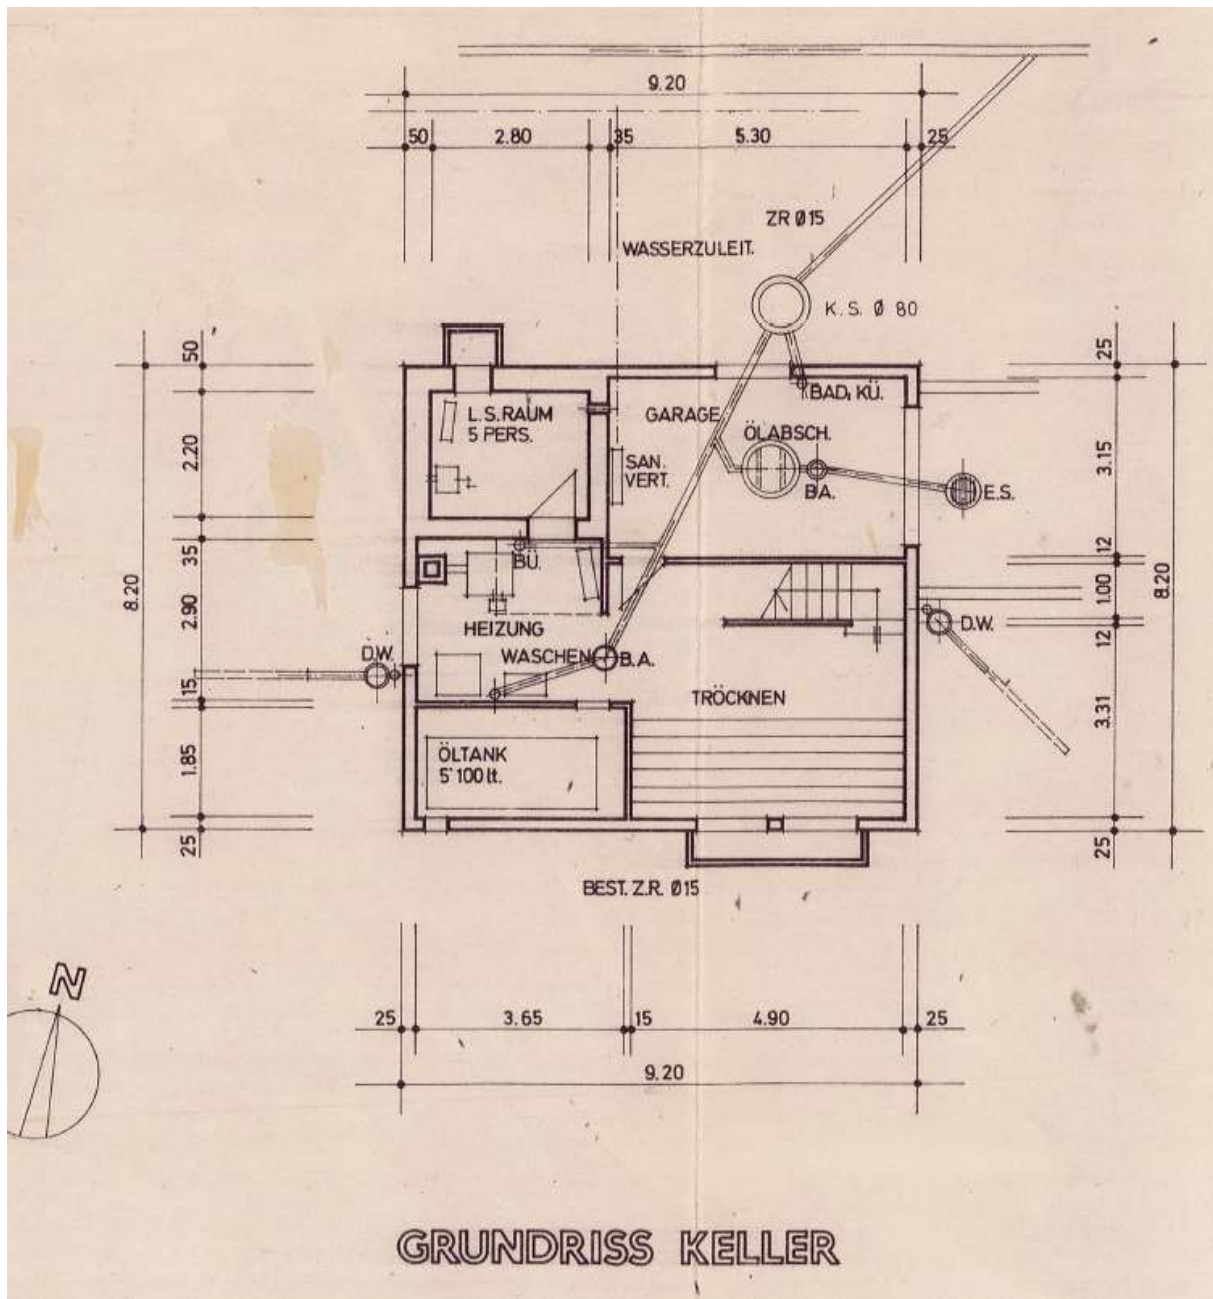 9.20
50 2.80 35 5.30 25
ZR Ø15
WASSERZULEIT.
K.S. Ø 80
BAD, KÜ.
L.S. RAUM
5 PERS.
GARAGE
ÖLABSCH.
SAN.
VERT.
B.A.
E.S.
BÜ.
HEIZUNG
WASCHEN
B.A.
D.W.
D.W.
TRÖCKNEN
ÖLTANK
5'100 lt.
BEST. Z.R. Ø15
8.20
50
2.20
35
2.90
15
1.85
25
25
3.15
12
1.00
12
3.31
25
8.20
N
25 3.65 15 4.90 25
9.20
GRUNDRISS KELLER